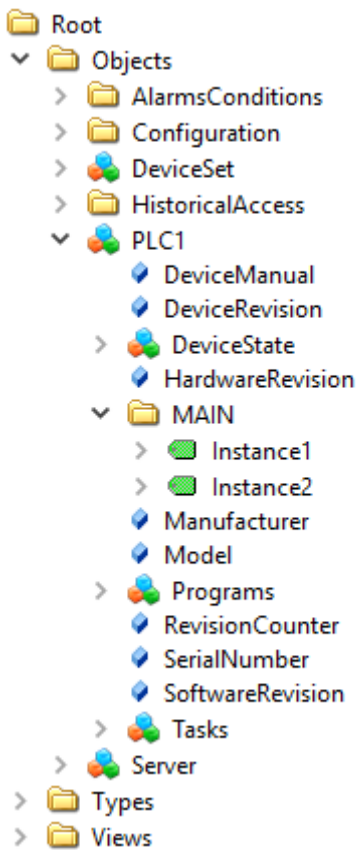 Root
Objects
AlarmsConditions
Configuration
DeviceSet
HistoricalAccess
PLC1
DeviceManual
DeviceRevision
DeviceState
HardwareRevision
MAIN
Instance1
Instance2
Manufacturer
Model
Programs
RevisionCounter
SerialNumber
SoftwareRevision
Tasks
Server
Types
Views